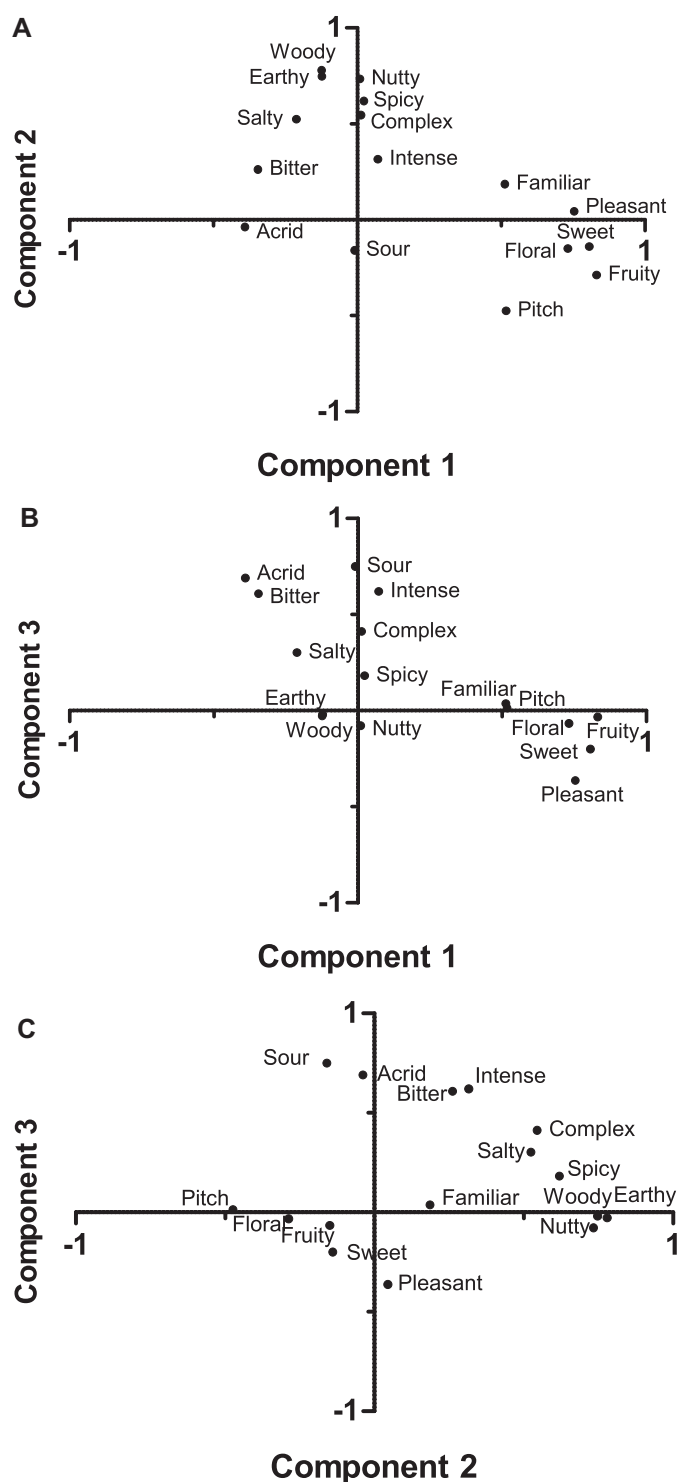 A
1
Woody
Earthy
Nutty
Spicy
Salty
Complex
Bitter
Intense
Familiar
Pleasant
Acrid
Sweet
-1
Sour
Floral
1
Fruity
Pitch
-1
Component 2
Component 1
B
1
Acrid
Sour
Bitter
Intense
Complex
Salty
Spicy
Earthy
Familiar
Pitch
Woody
Nutty
Floral
Fruity
-1
1
Sweet
Pleasant
-1
Component 3
Component 1
C
1
Sour
Acrid
Intense
Bitter
Complex
Salty
Spicy
Pitch
Familiar
Woody
Earthy
Floral
Fruity
Nutty
-1
Sweet
1
Pleasant
-1
Component 3
Component 2